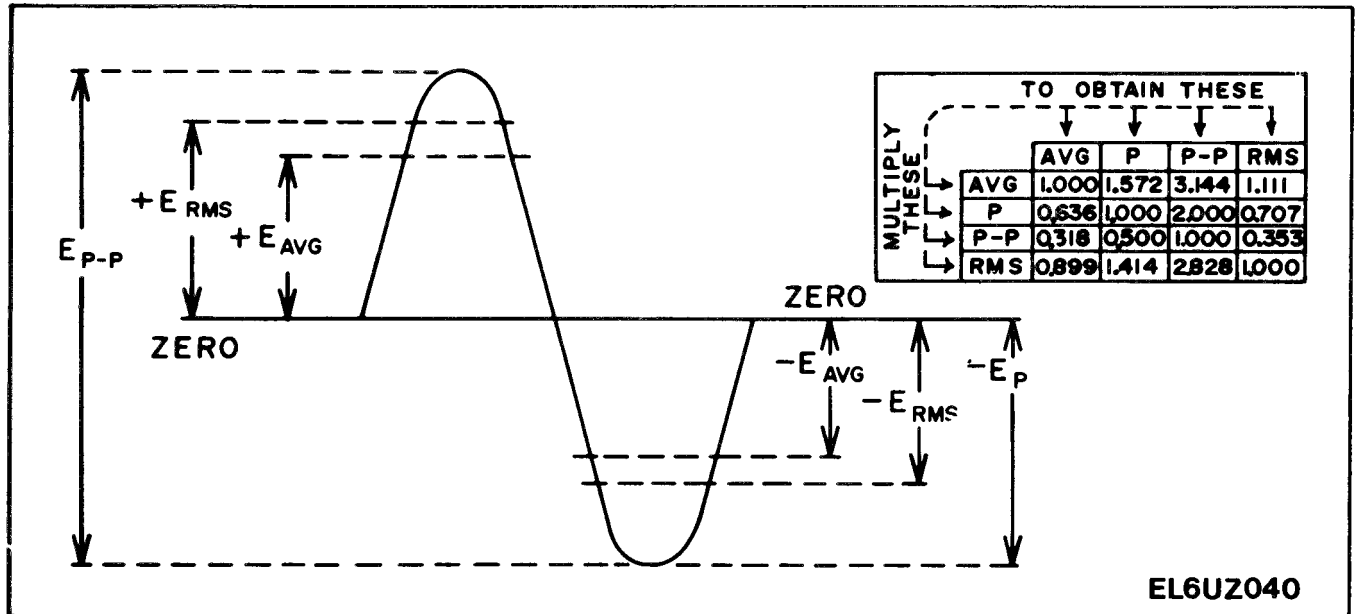 TO OBTAIN THESE
MULTIPLY THESE
AVG P P-P RMS
AVG 1.000 1.572 3.144 1.111
P 0,636 1,000 2.000 0.707
P-P 0,318 0,500 1.000 0.353
RMS 0,899 1.414 2,828 1,000
+E RMS
+E AVG
E P-P
ZERO
ZERO
-E AVG
-E RMS
-E P
EL6UZ040